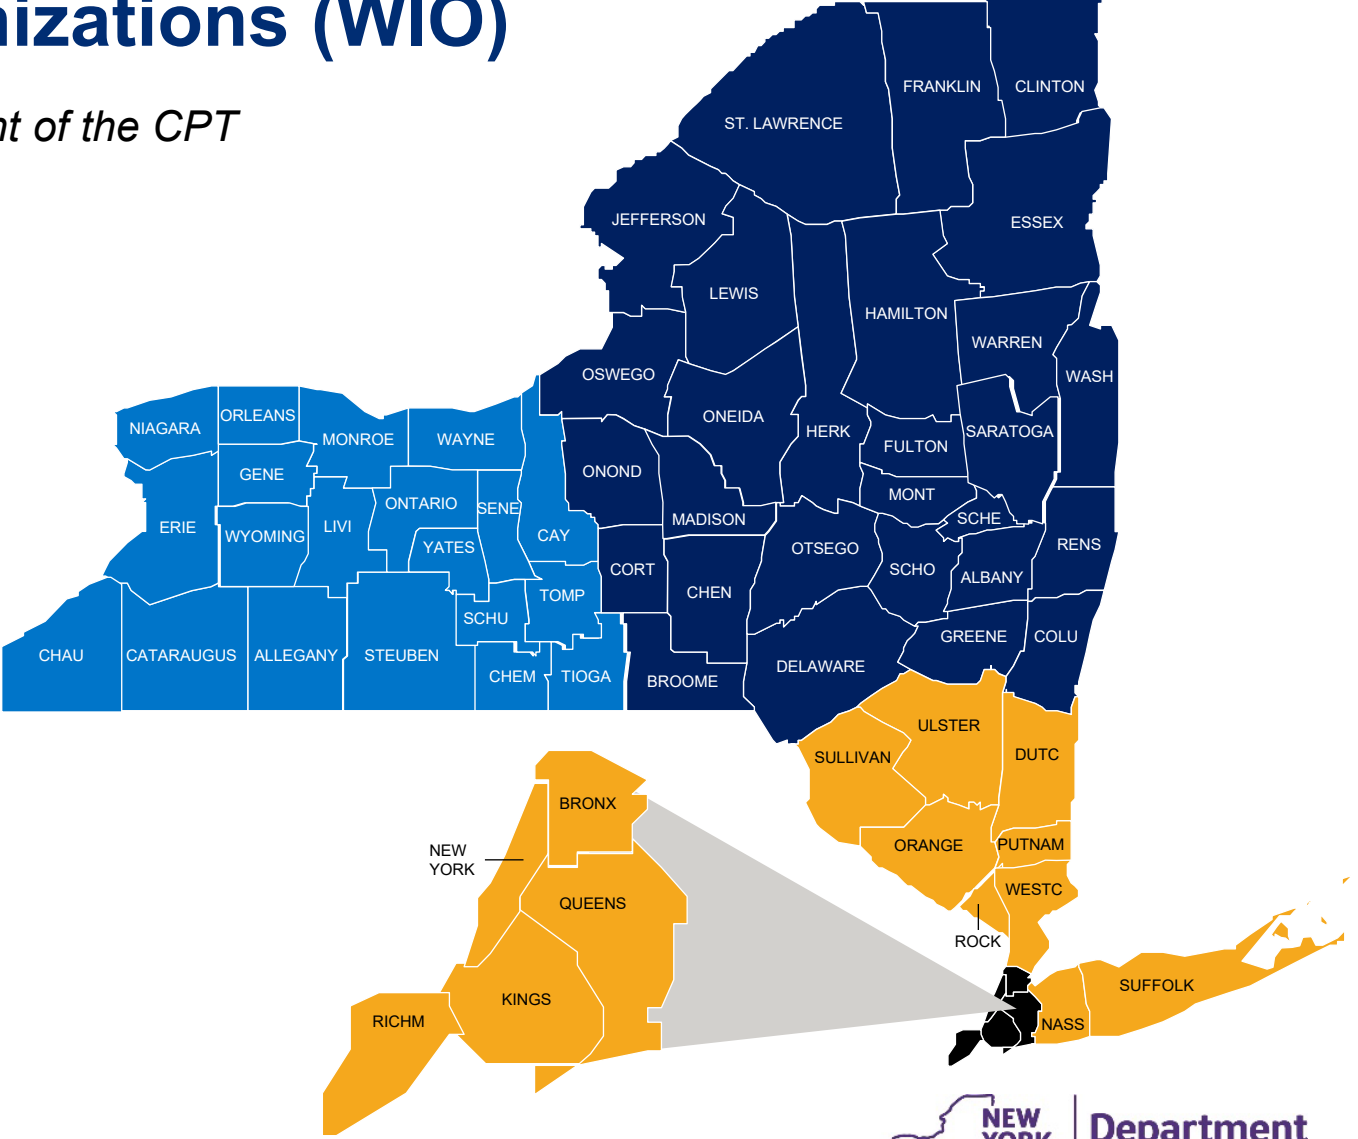 nizations (WIO)
nt of the CPT
FRANKLIN
CLINTON
ST. LAWRENCE
JEFFERSON
ESSEX
LEWIS
HAMILTON
WARREN
OSWEGO
WASH
ONEIDA
HERK
SARATOGA
FULTON
NIAGARA
ORLEANS
MONROE
WAYNE
GENE
ONOND
MONT
ONTARIO
SENE
SCHE
MADISON
ERIE
WYOMING
LIVI
YATES
CAY
OTSEGO
RENS
CORT
SCHO
ALBANY
CHEN
TOMP
SCHU
GREENE
COLU
CHAU
CATARAUGUS
ALLEGANY
STEUBEN
CHEM
TIOGA
BROOME
DELAWARE
ULSTER
SULLIVAN
DUTC
BRONX
NEW
YORK
ORANGE
PUTNAM
QUEENS
WESTC
ROCK
SUFFOLK
KINGS
RICHM
NASS
NEW
YORK
Department